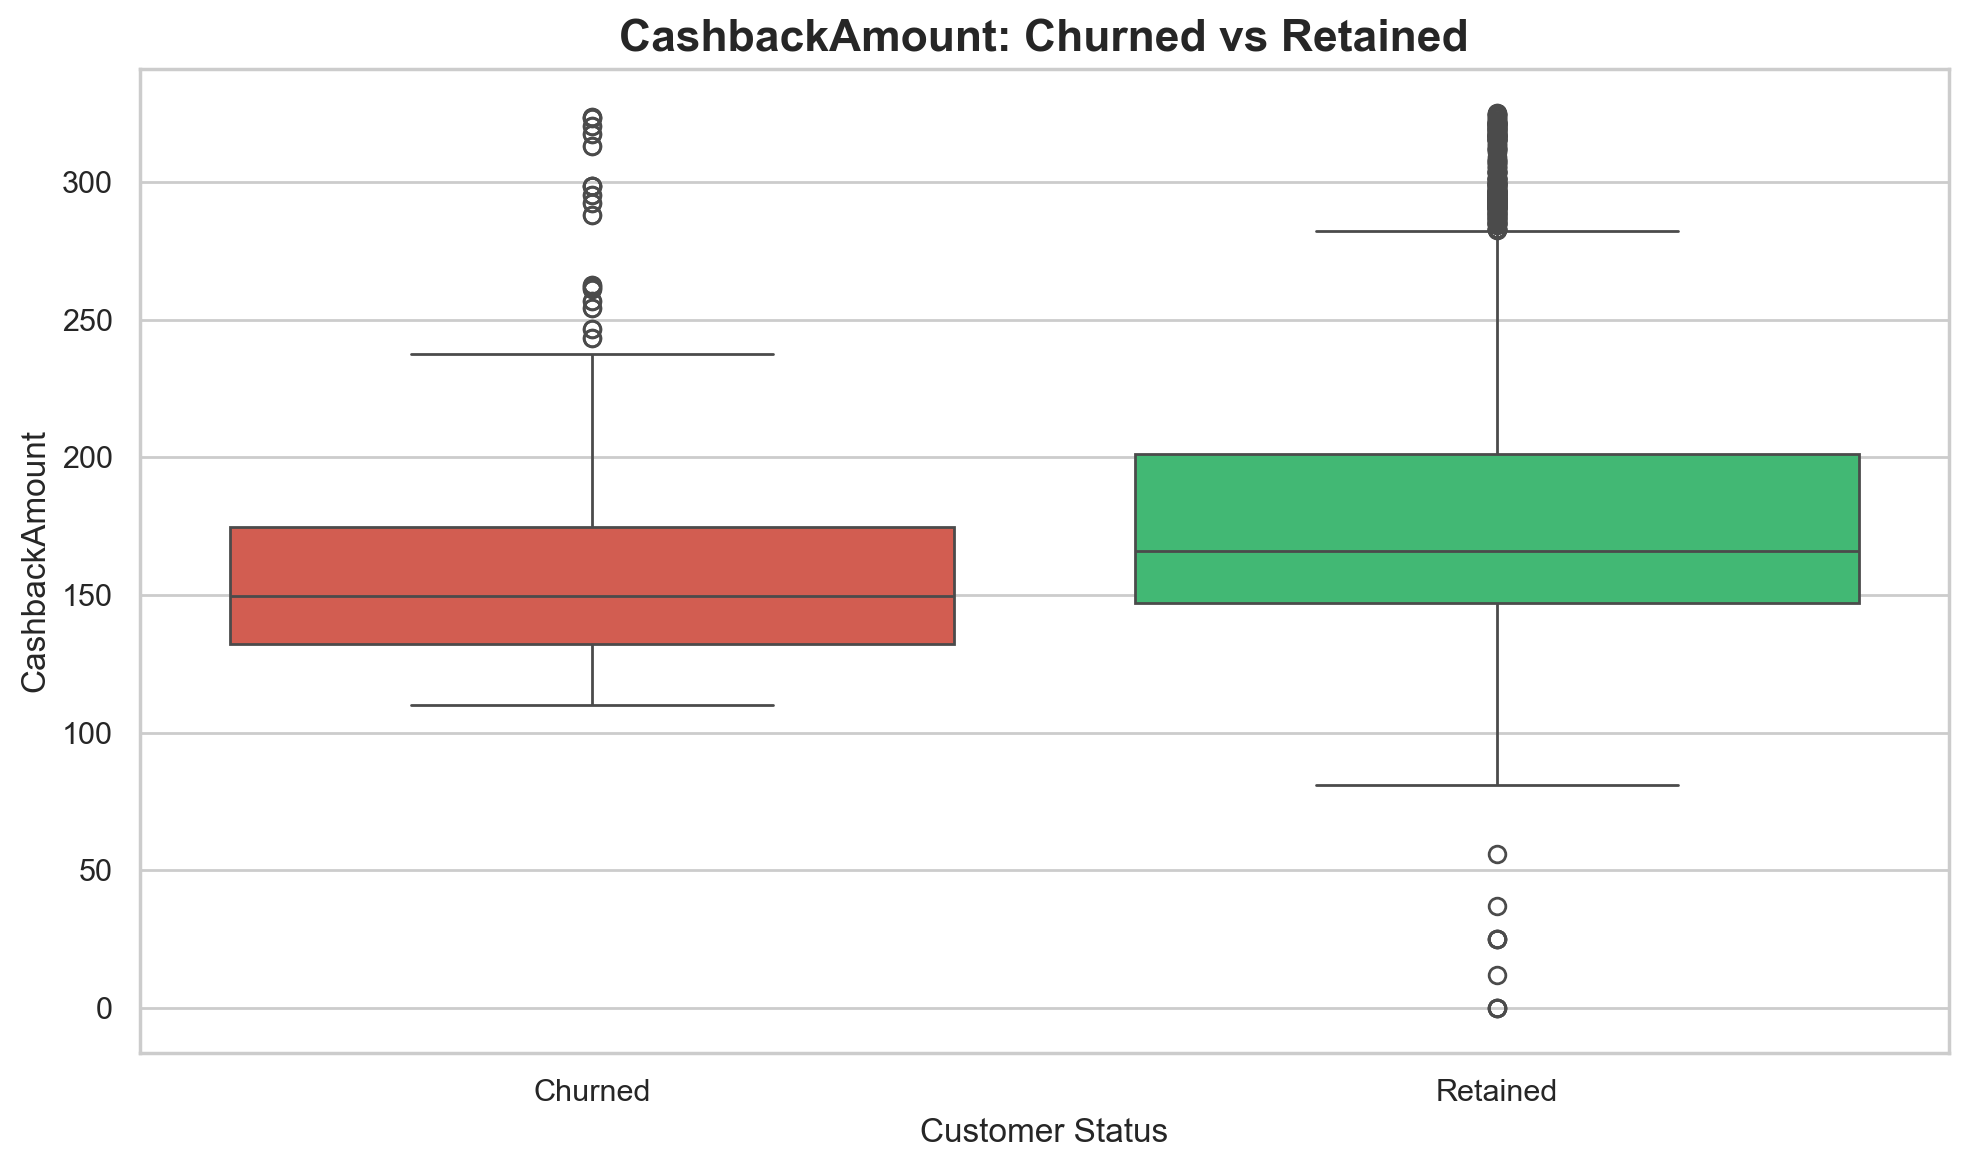 CashbackAmount: Churned vs Retained
CashbackAmount
300
250
200
150
100
50
0
Churned
Retained
Customer Status